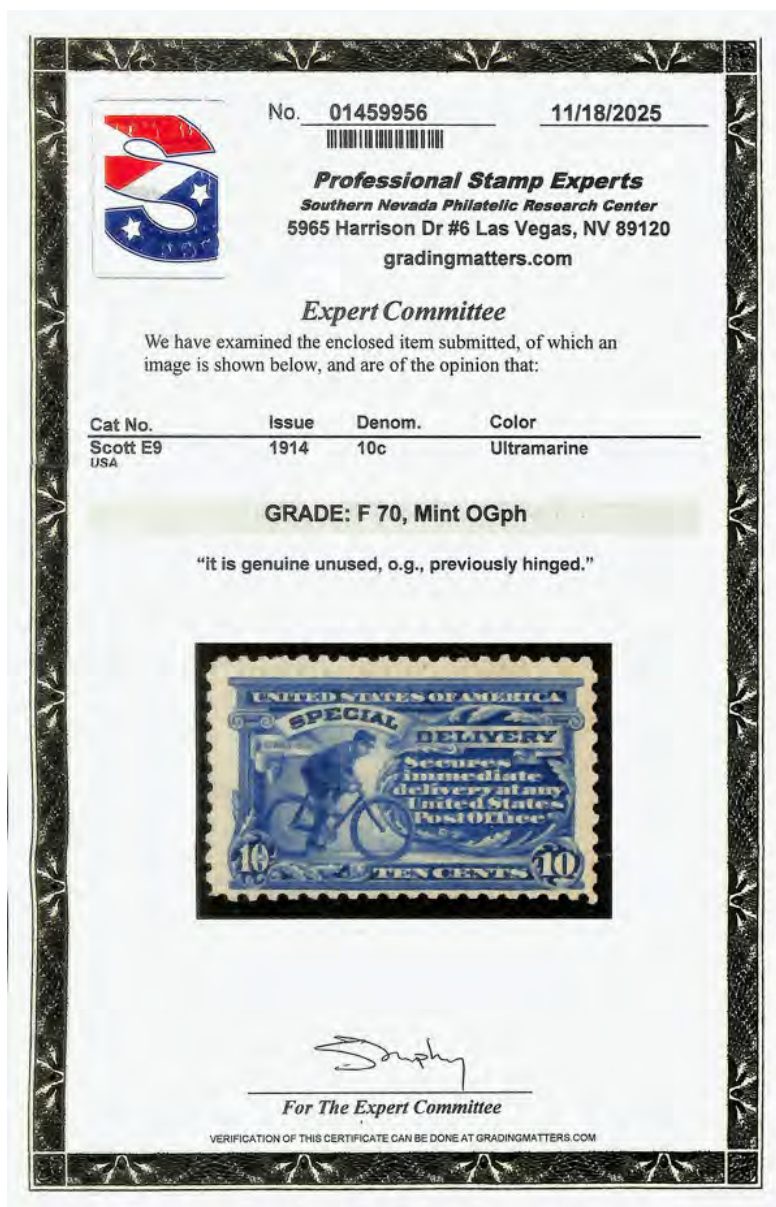 No. 01459956 11/18/2025
Professional Stamp Experts
Southern Nevada Philatelic Research Center
5965 Harrison Dr #6 Las Vegas, NV 89120
gradingmatters.com
Expert Committee
We have examined the enclosed item submitted, of which an
image is shown below, and are of the opinion that:
Cat No. Issue Denom. Color
Scott E9 1914 10c Ultramarine
USA
GRADE: F 70, Mint OGph
“it is genuine unused, o.g., previously hinged.”
UNITED STATES OF AMERICA
SPECIAL
DELIVERY
Secures
immediate
delivery at any
United States
Post Office
10 TEN CENTS 10
For The Expert Committee
VERIFICATION OF THIS CERTIFICATE CAN BE DONE AT GRADINGMATTERS.COM